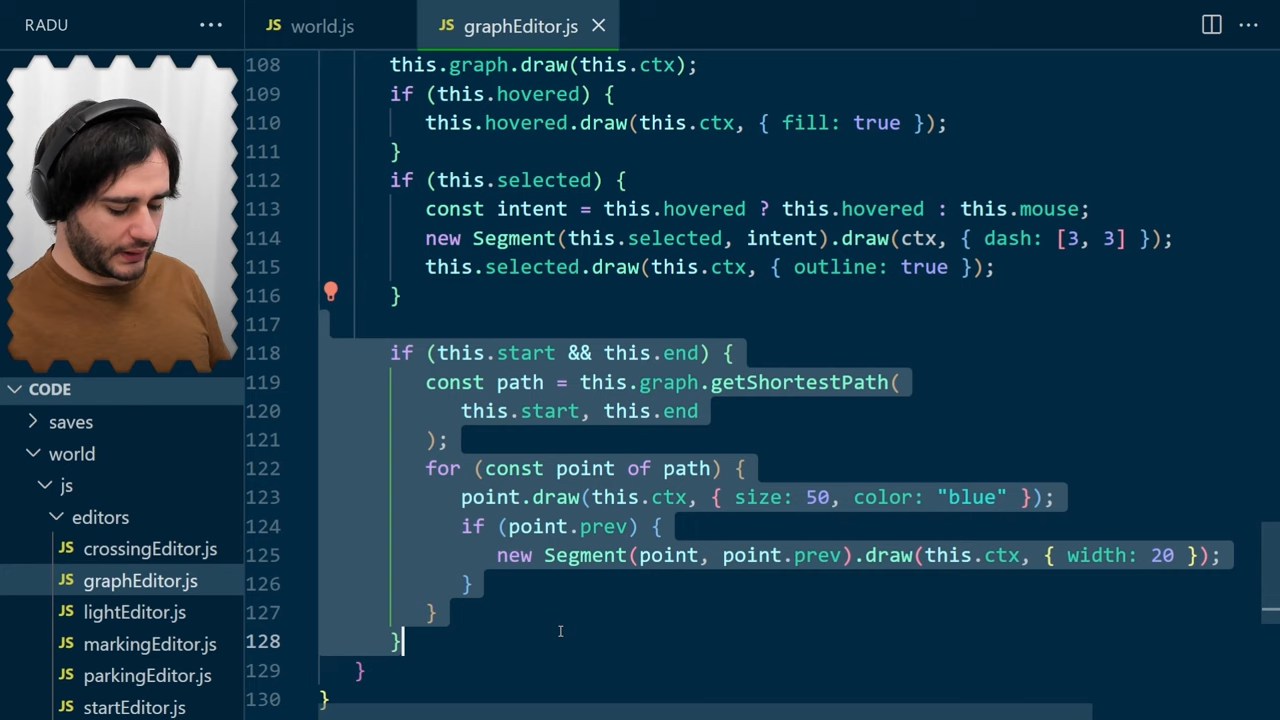 RADU
JS world.js
JS graphEditor.js
108 this.graph.draw(this.ctx);
109 if (this.hovered) {
110 this.hovered.draw(this.ctx, { fill: true });
111 }
112 if (this.selected) {
113 const intent = this.hovered ? this.hovered : this.mouse;
114 new Segment(this.selected, intent).draw(ctx, { dash: [3, 3] });
115 this.selected.draw(this.ctx, { outline: true });
116 }
117
118 if (this.start && this.end) {
119 const path = this.graph.getShortestPath(
120 this.start, this.end
121 );
122 for (const point of path) {
123 point.draw(this.ctx, { size: 50, color: "blue" });
124 if (point.prev) {
125 new Segment(point, point.prev).draw(this.ctx, { width: 20 });
126 }
127 }
128 }
129 }
130 }
CODE
saves
world
js
editors
JS crossingEditor.js
JS graphEditor.js
JS lightEditor.js
JS markingEditor.js
JS parkingEditor.js
JS startEditor.js